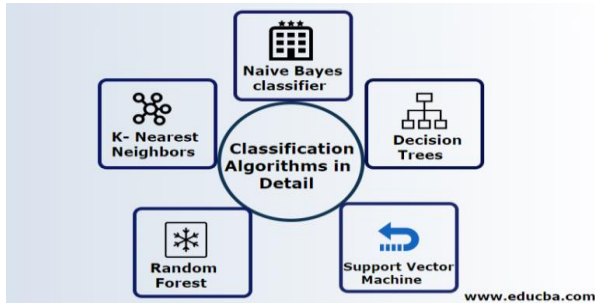 Naive Bayes
classifier
K- Nearest
Neighbors
Decision
Trees
Classification
Algorithms in
Detail
Random
Forest
Support Vector
Machine
www.educba.com